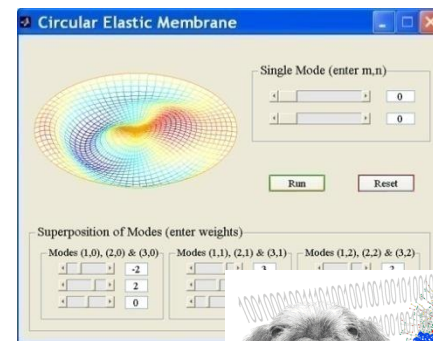 Circular Elastic Membrane
Single Mode (enter m,n)
0
0
Run Reset
Superposition of Modes (enter weights)
Modes (1,0), (2,0) & (3,0) Modes (1,1), (2,1) & (3,1) Modes (1,2), (2,2) & (3,2)
-2
2
0